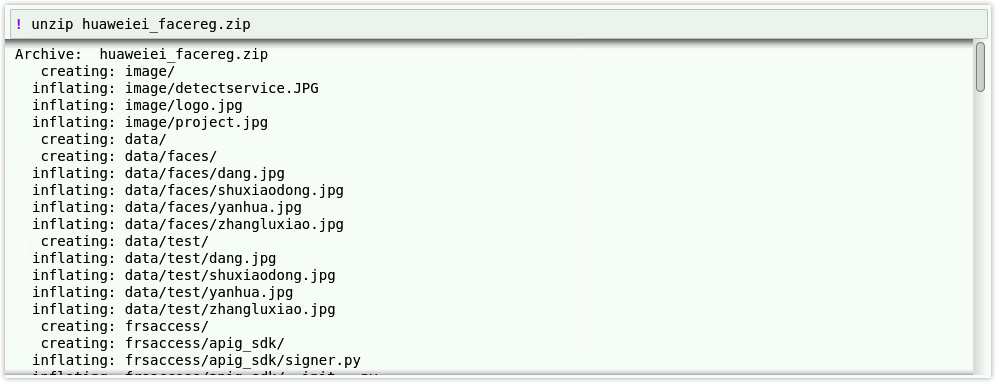 ! unzip huaweiei_facereg.zip
Archive:  huaweiei_facereg.zip
   creating: image/
  inflating: image/detectservice.JPG
  inflating: image/logo.jpg
  inflating: image/project.jpg
   creating: data/
   creating: data/faces/
  inflating: data/faces/dang.jpg
  inflating: data/faces/shuxiaodong.jpg
  inflating: data/faces/yanhua.jpg
  inflating: data/faces/zhangluxiao.jpg
   creating: data/test/
  inflating: data/test/dang.jpg
  inflating: data/test/shuxiaodong.jpg
  inflating: data/test/yanhua.jpg
  inflating: data/test/zhangluxiao.jpg
   creating: frsaccess/
   creating: frsaccess/apig_sdk/
  inflating: frsaccess/apig_sdk/signer.py